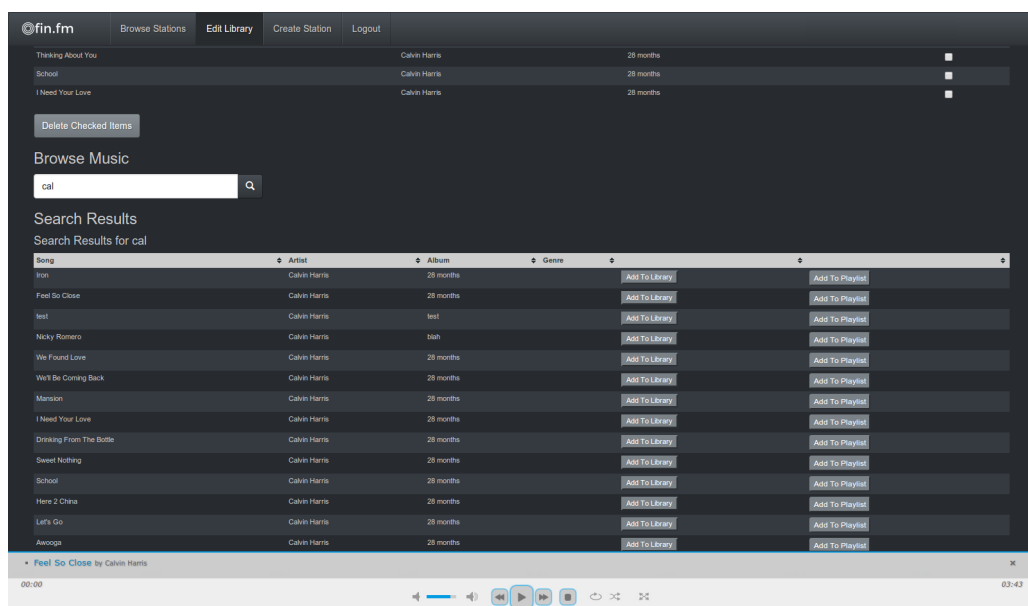 fin.fm Browse Stations Edit Library Create Station Logout
Thinking About You Calvin Harris 28 months
School Calvin Harris 28 months
I Need Your Love Calvin Harris 28 months
Delete Checked Items
Browse Music
cal
Search Results
Search Results for cal
Song Artist Album Genre
Iron Calvin Harris 28 months Add To Library Add To Playlist
Feel So Close Calvin Harris 28 months Add To Library Add To Playlist
test Calvin Harris test Add To Library Add To Playlist
Nicky Romero Calvin Harris blah Add To Library Add To Playlist
We Found Love Calvin Harris 28 months Add To Library Add To Playlist
We'll Be Coming Back Calvin Harris 28 months Add To Library Add To Playlist
Mansion Calvin Harris 28 months Add To Library Add To Playlist
I Need Your Love Calvin Harris 28 months Add To Library Add To Playlist
Drinking From The Bottle Calvin Harris 28 months Add To Library Add To Playlist
Sweet Nothing Calvin Harris 28 months Add To Library Add To Playlist
School Calvin Harris 28 months Add To Library Add To Playlist
Here 2 China Calvin Harris 28 months Add To Library Add To Playlist
Let's Go Calvin Harris 28 months Add To Library Add To Playlist
Awooga Calvin Harris 28 months Add To Library Add To Playlist
Feel So Close by Calvin Harris
00:00 03:43